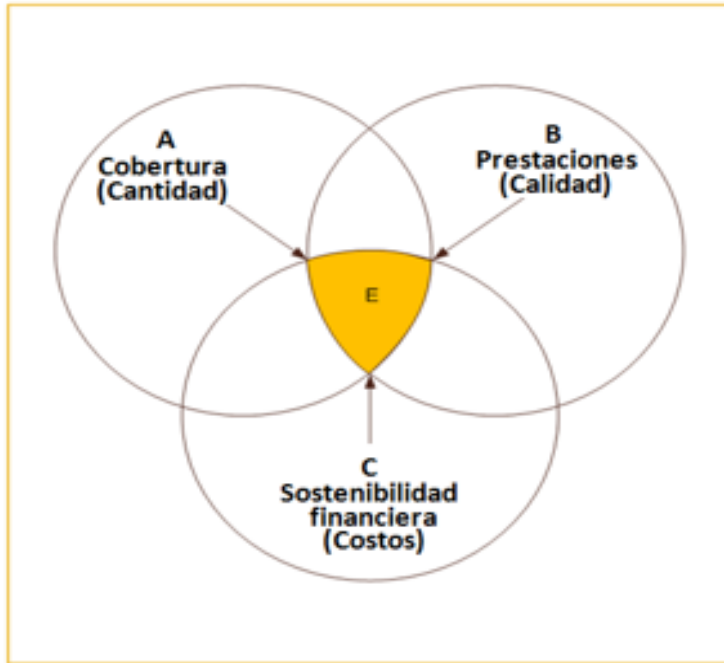 A
Cobertura
(Cantidad)
B
Prestaciones
(Calidad)
E
C
Sostenibilidad
financiera
(Costos)